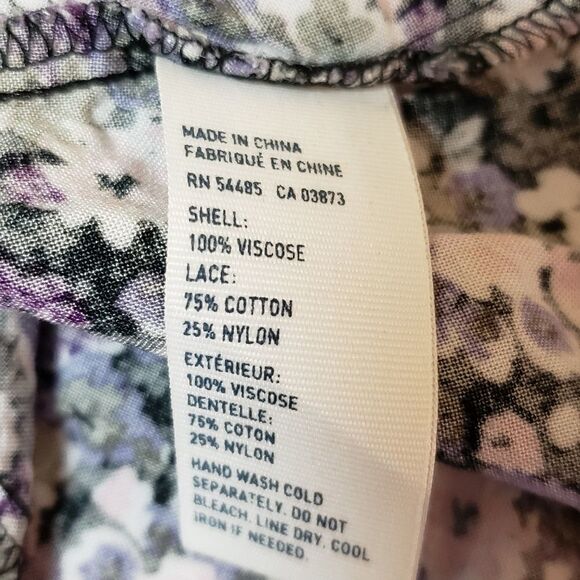 MADE IN CHINA
FABRIQUÉ EN CHINE
RN 54485 CA 03873
SHELL:
100% VISCOSE
LACE:
75% COTTON
25% NYLON
EXTÉRIEUR:
100% VISCOSE
DENTELLE:
75% COTON
25% NYLON
HAND WASH COLD
SEPARATELY. DO NOT
BLEACH. LINE DRY. COOL
IRON IF NEEDED.